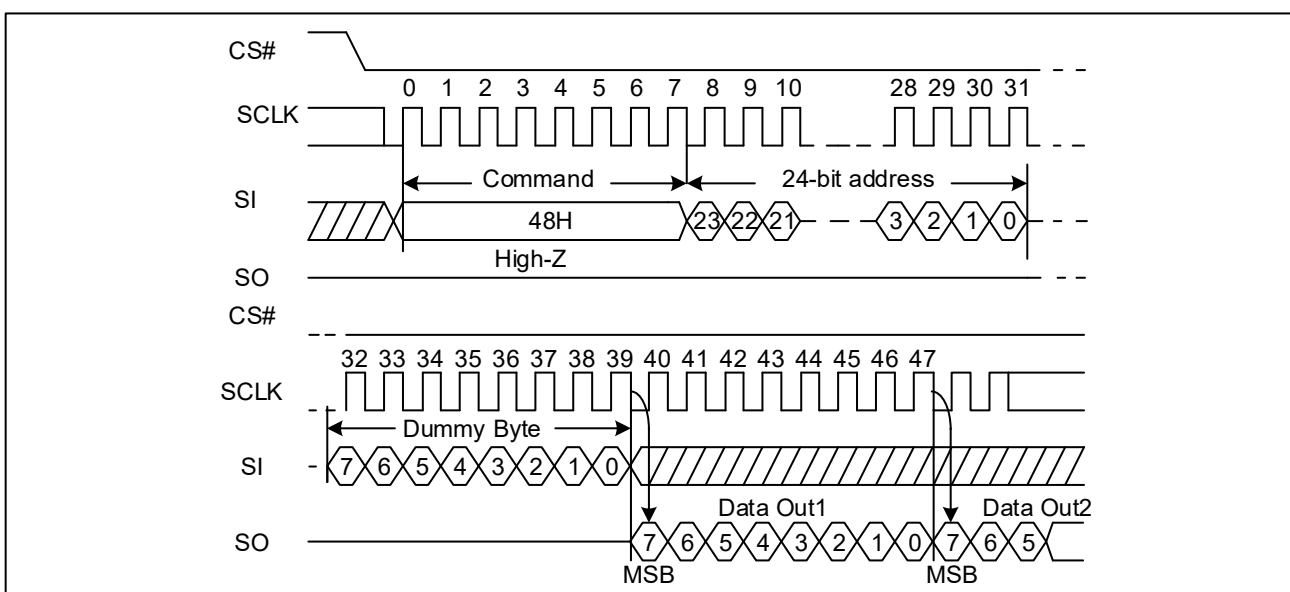 CS#
0 1 2 3 4 5 6 7 8 9 10 28 29 30 31
SCLK
Command 24-bit address
SI
48H 23 22 21 3 2 1 0
High-Z
SO
CS#
32 33 34 35 36 37 38 39 40 41 42 43 44 45 46 47
SCLK
Dummy Byte
SI 7 6 5 4 3 2 1 0
Data Out1 Data Out2
SO 7 6 5 4 3 2 1 0 7 6 5
MSB MSB